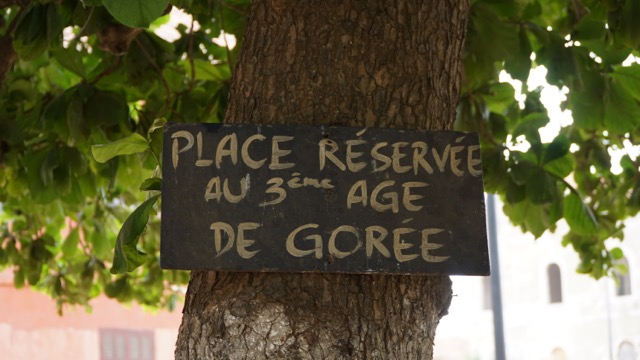 PLACE RÉSERVÉE
AU 3ème AGE
DE GORÉE